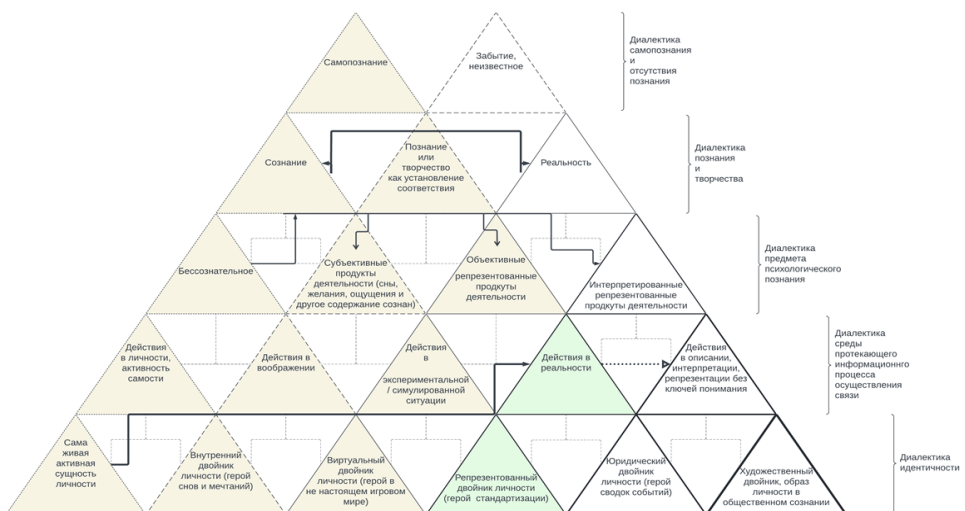 Самопознание
Забытие,
неизвестное
Диалектика
самопознания
и
отсутствия
познания
Сознание
Познание
или
творчество
как установление
соответствия
Реальность
Диалектика
познания
и
творчества
Бессознательное
Субъективные
продукты
деятельности (сны,
желания, ощущения и
другое содержание сознан)
Объективные
репрезентованные
продкуты
деятельности
Интерпретированные
репрезентованные
продкуты деятельности
Диалектика
предмета
психологического
познания
Действия
в личности,
активность
самости
Действия в
воображении
Действия
в
экспериментальной
/ симулированной
ситуации
Действия в
реальности
Действия
в описании,
интерпретации,
репрезентации без
ключей понимания
Диалектика
среды
протекающего
информационнго
процесса
осуществления
связи
Сама
живая
активная
сущность
личности
Внутренний
двойник
личности (герой
снов и мечтаний)
Виртуальный
двойник
личности (герой в
не настоящем игровом
мире)
Репрезентованный
двойник личности
(герой стандартизации)
Юридический
двойник
личности (герой
сводок событий)
Художественный
двойник, образ
личности в
общественном сознании
Диалектика
идентичности